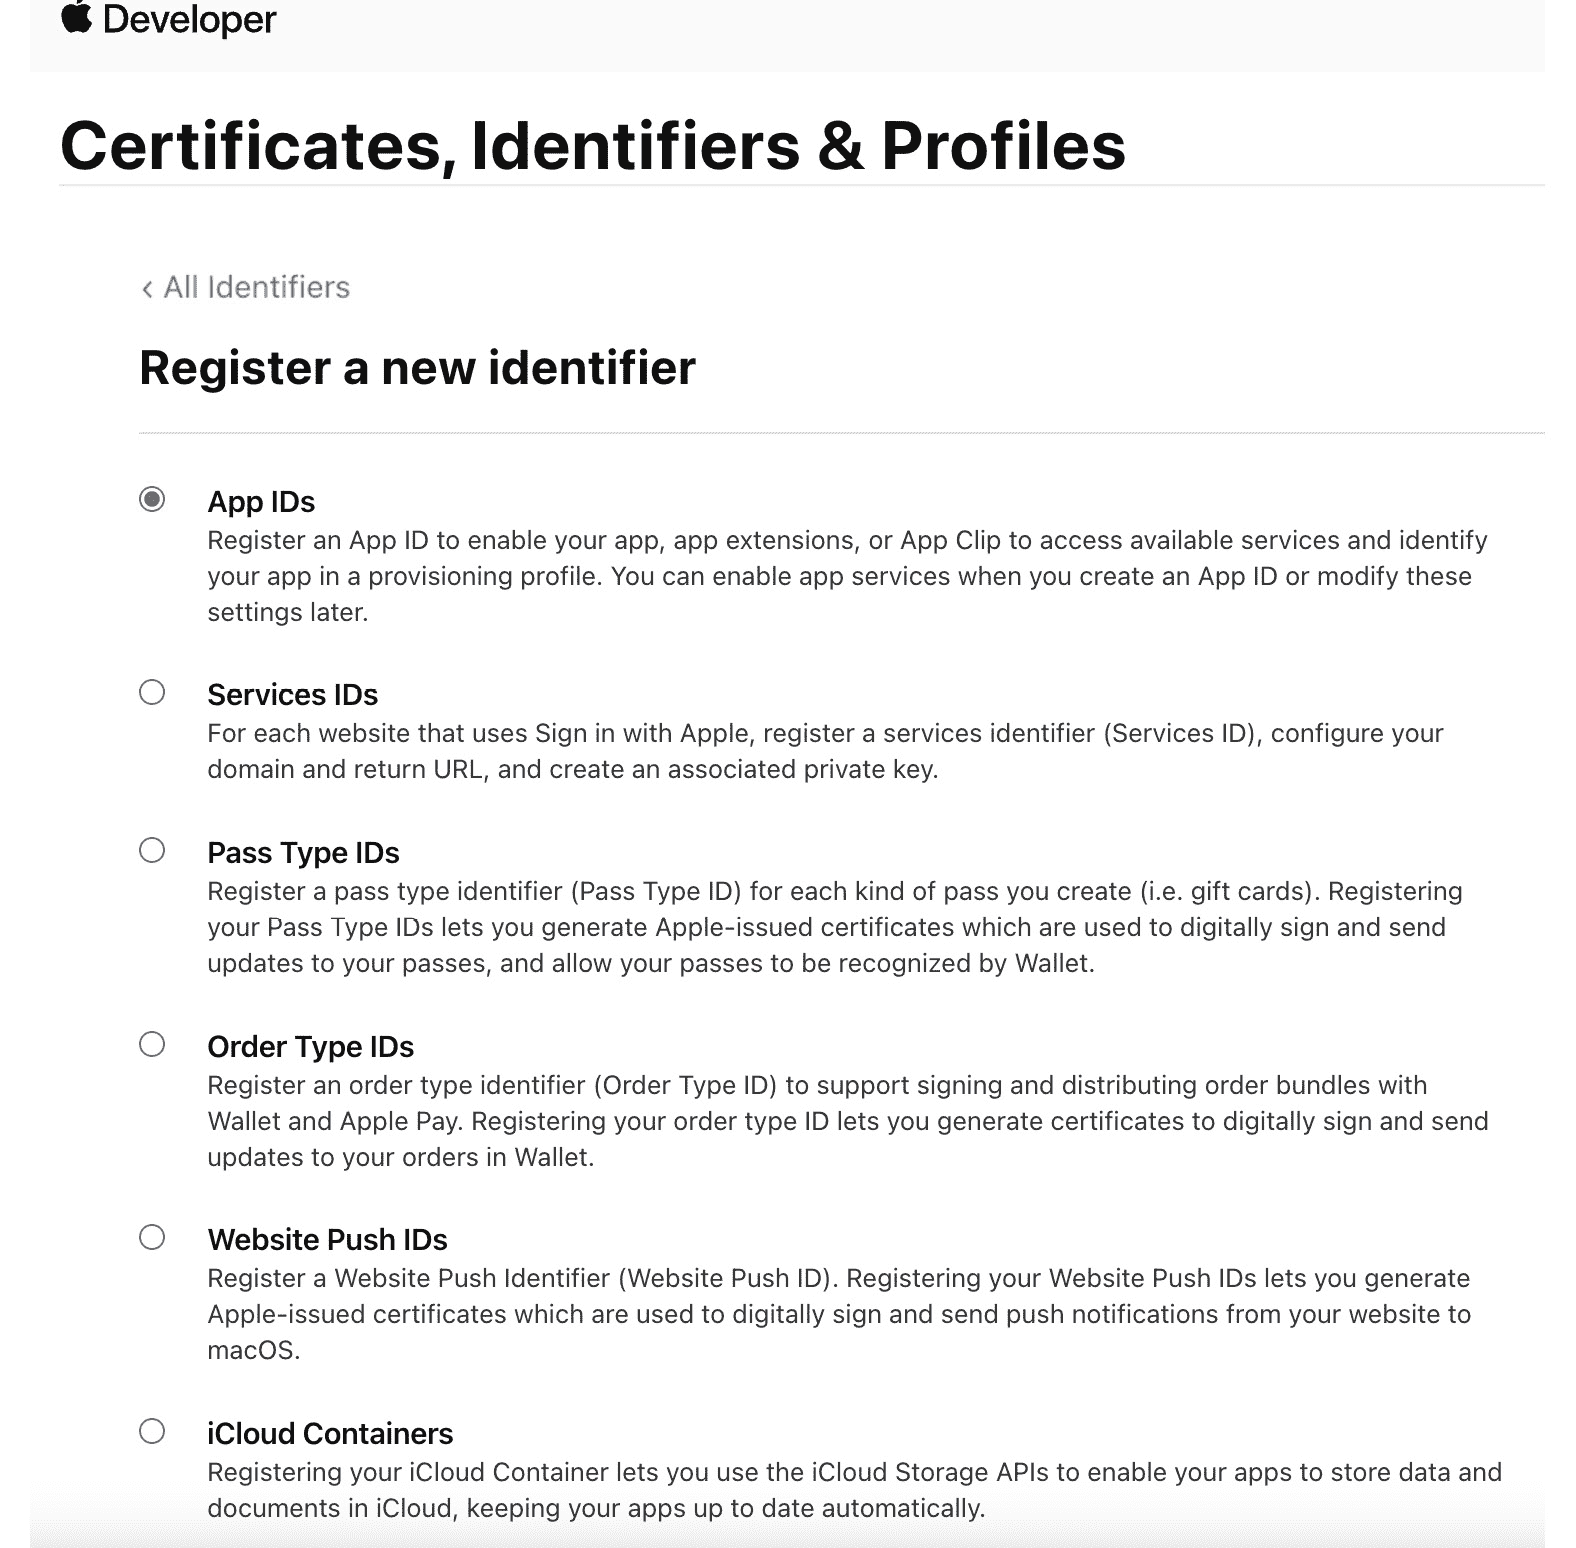 Developer
Certificates, Identifiers & Profiles
‹ All Identifiers
Register a new identifier
App IDs
Register an App ID to enable your app, app extensions, or App Clip to access available services and identify
your app in a provisioning profile. You can enable app services when you create an App ID or modify these
settings later.
Services IDs
For each website that uses Sign in with Apple, register a services identifier (Services ID), configure your
domain and return URL, and create an associated private key.
Pass Type IDs
Register a pass type identifier (Pass Type ID) for each kind of pass you create (i.e. gift cards). Registering
your Pass Type IDs lets you generate Apple-issued certificates which are used to digitally sign and send
updates to your passes, and allow your passes to be recognized by Wallet.
Order Type IDs
Register an order type identifier (Order Type ID) to support signing and distributing order bundles with
Wallet and Apple Pay. Registering your order type ID lets you generate certificates to digitally sign and send
updates to your orders in Wallet.
Website Push IDs
Register a Website Push Identifier (Website Push ID). Registering your Website Push IDs lets you generate
Apple-issued certificates which are used to digitally sign and send push notifications from your website to
macOS.
iCloud Containers
Registering your iCloud Container lets you use the iCloud Storage APIs to enable your apps to store data and
documents in iCloud, keeping your apps up to date automatically.